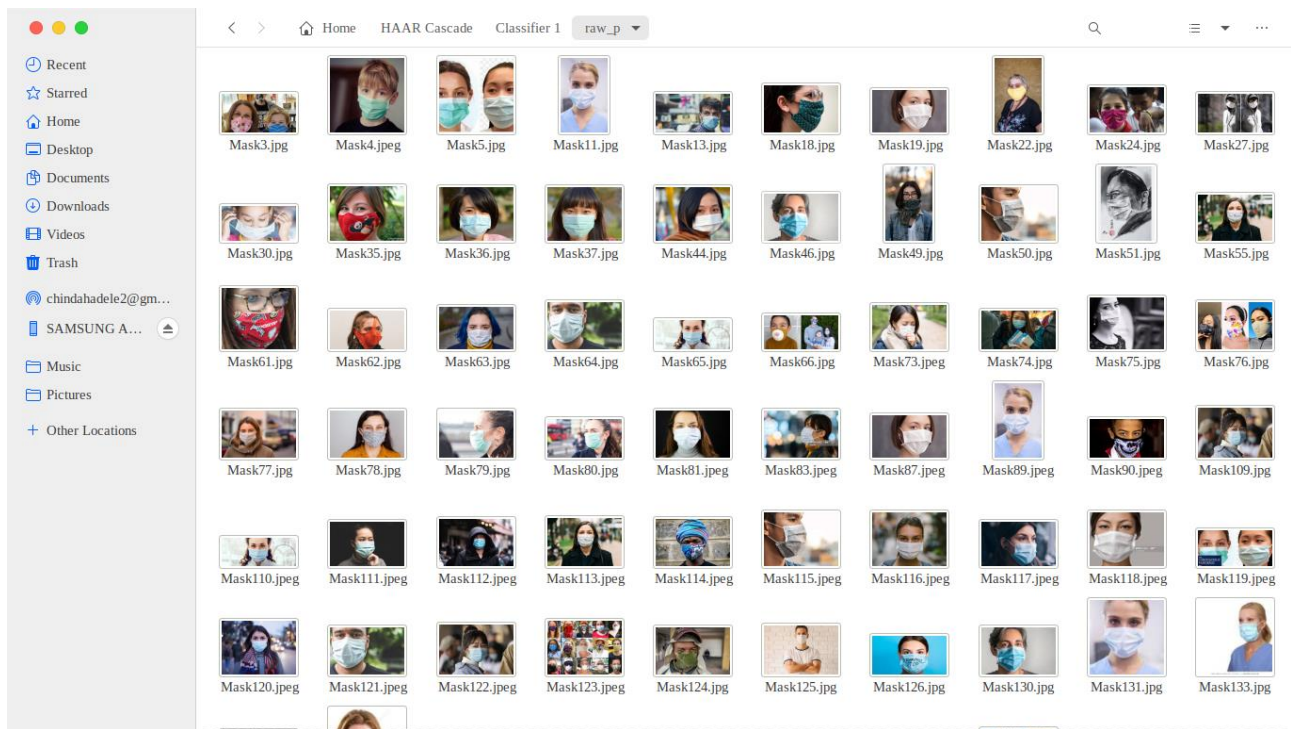 Home HAAR Cascade Classifier 1 raw_p
Recent
Starred
Home
Desktop
Documents
Downloads
Videos
Trash
chindahadele2@gm...
SAMSUNG A...
Music
Pictures
Other Locations
Mask3.jpg Mask4.jpeg Mask5.jpg Mask11.jpg Mask13.jpg Mask18.jpg Mask19.jpg Mask22.jpg Mask24.jpg Mask27.jpg
Mask30.jpg Mask35.jpg Mask36.jpg Mask37.jpg Mask44.jpg Mask46.jpg Mask49.jpg Mask50.jpg Mask51.jpg Mask55.jpg
Mask61.jpg Mask62.jpg Mask63.jpg Mask64.jpg Mask65.jpg Mask66.jpg Mask73.jpeg Mask74.jpg Mask75.jpg Mask76.jpg
Mask77.jpg Mask78.jpg Mask79.jpg Mask80.jpg Mask81.jpeg Mask83.jpeg Mask87.jpeg Mask89.jpeg Mask90.jpeg Mask109.jpg
Mask110.jpeg Mask111.jpeg Mask112.jpeg Mask113.jpeg Mask114.jpeg Mask115.jpeg Mask116.jpeg Mask117.jpeg Mask118.jpeg Mask119.jpeg
Mask120.jpeg Mask121.jpeg Mask122.jpeg Mask123.jpeg Mask124.jpg Mask125.jpg Mask126.jpg Mask130.jpg Mask131.jpg Mask133.jpg